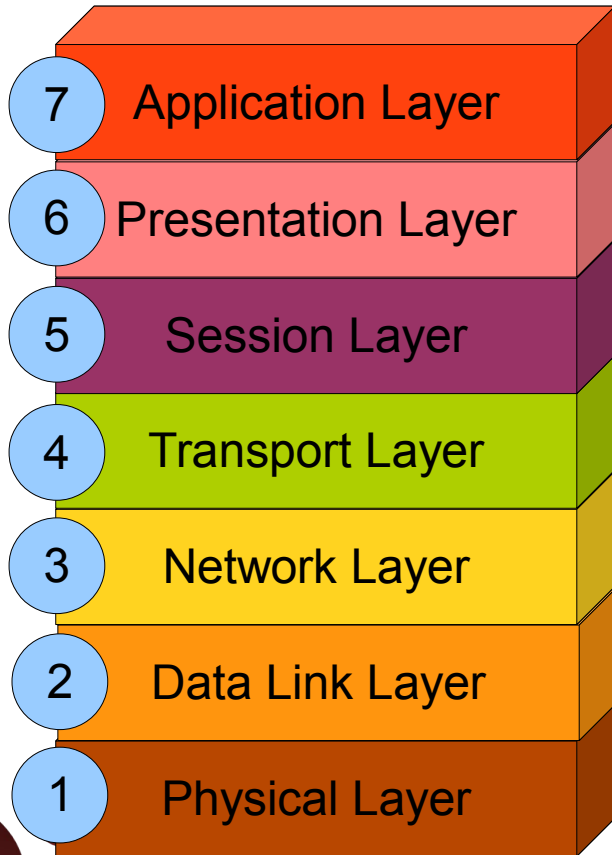 7 Application Layer
6 Presentation Layer
5 Session Layer
4 Transport Layer
3 Network Layer
2 Data Link Layer
1 Physical Layer